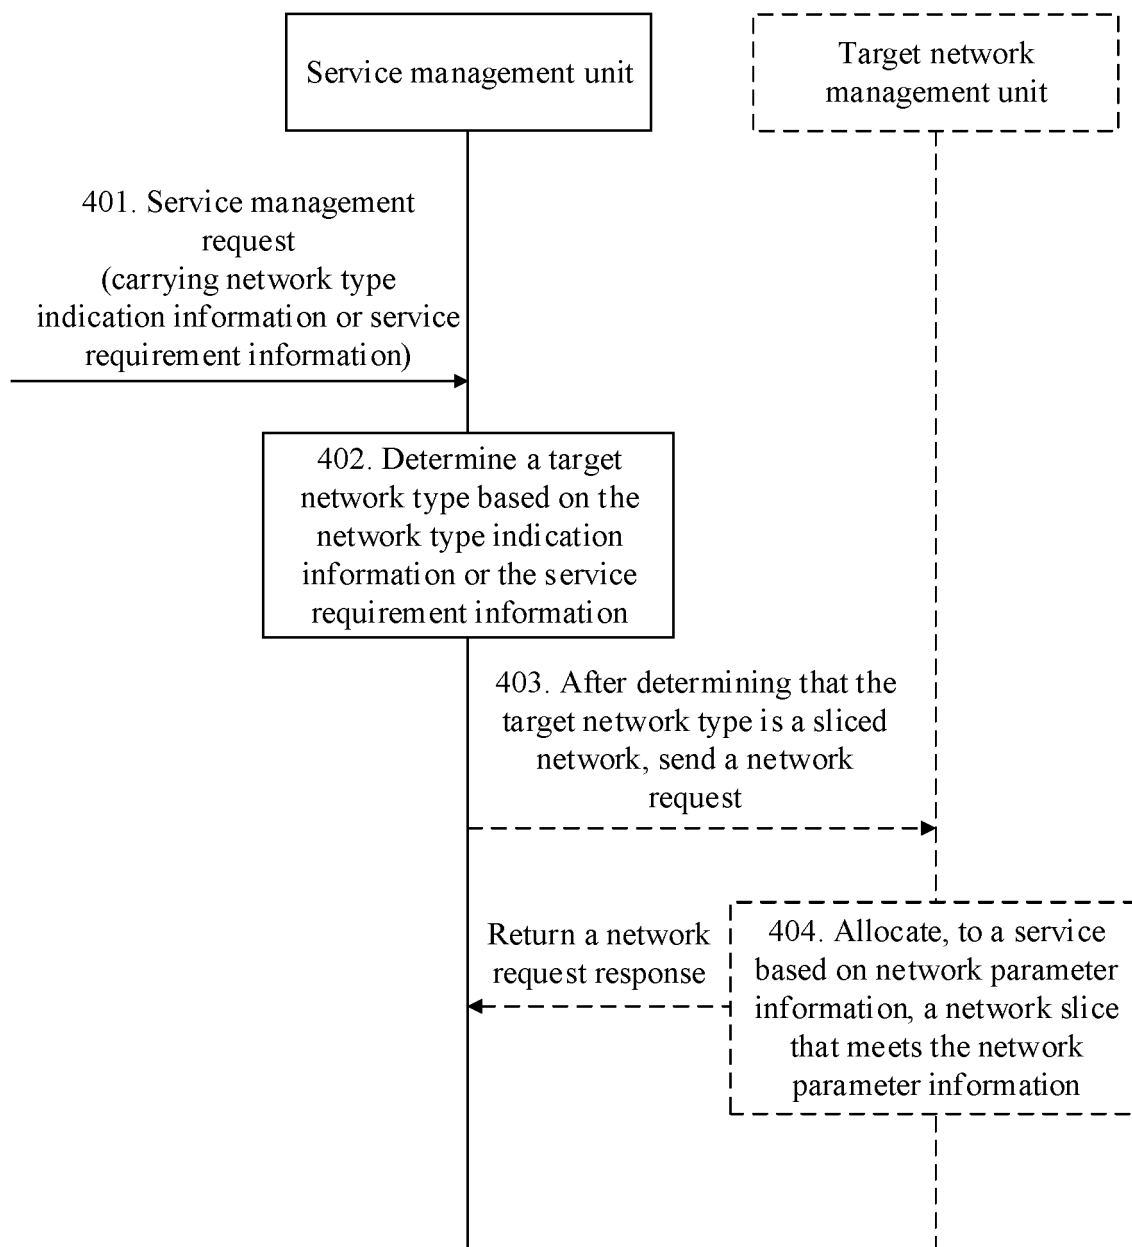 Service management unit
Target network
management unit
401. Service management
request
(carrying network type
indication information or service
requirement information)
402. Determine a target
network type based on the
network type indication
information or the service
requirement information
403. After determining that the
target network type is a sliced
network, send a network
request
Return a network
request response
404. Allocate, to a service
based on network parameter
information, a network slice
that meets the network
parameter information